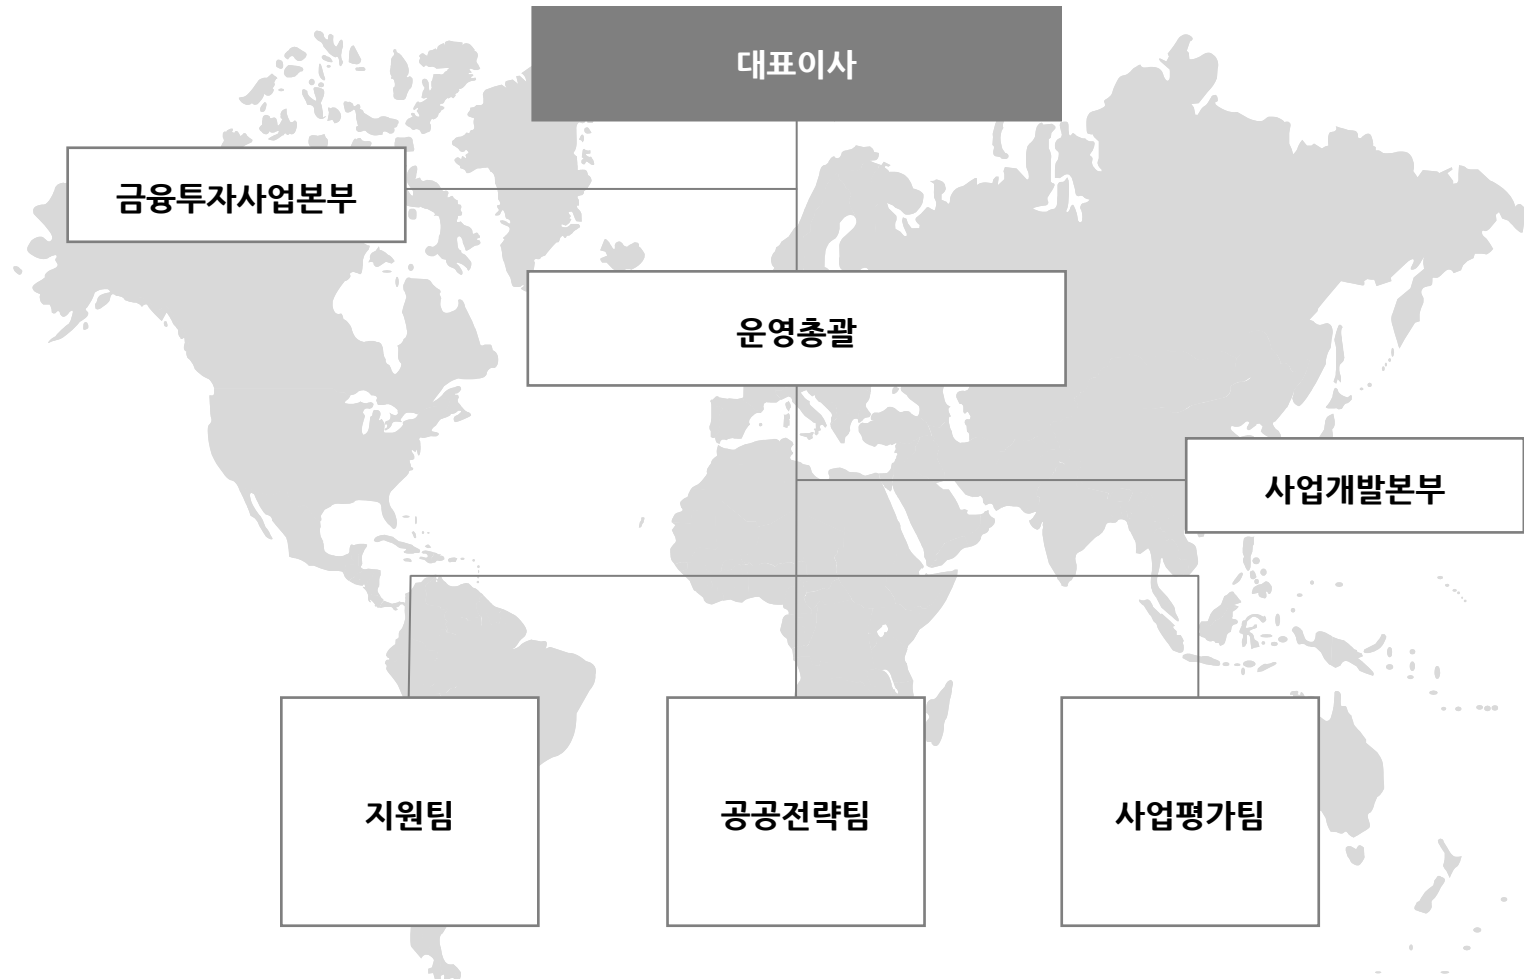 대표이사
금융투자사업본부
운영총괄
사업개발본부
지원팀
공공전략팀
사업평가팀